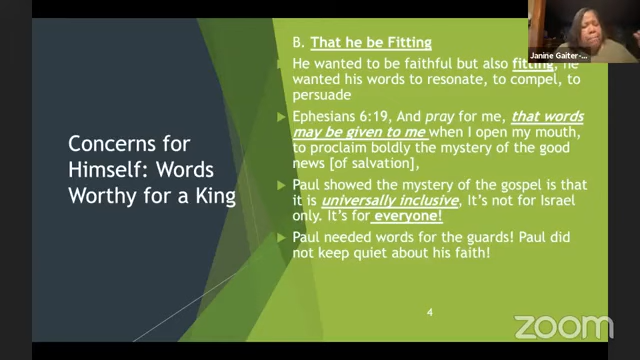 B. That he be Fitting
He wanted to be faithful but also fitting, he
wanted his words to resonate, to compel, to
persuade
Ephesians 6:19, And pray for me, that words
may be given to me when I open my mouth,
to proclaim boldly the mystery of the good
news [of salvation],
Paul showed the mystery of the gospel is that
it is universally inclusive, It's not for Israel
only. It's for everyone!
Paul needed words for the guards! Paul did
not keep quiet about his faith!
Concerns for
Himself: Words
Worthy for a King
4
Janine Gaiter-
zoom